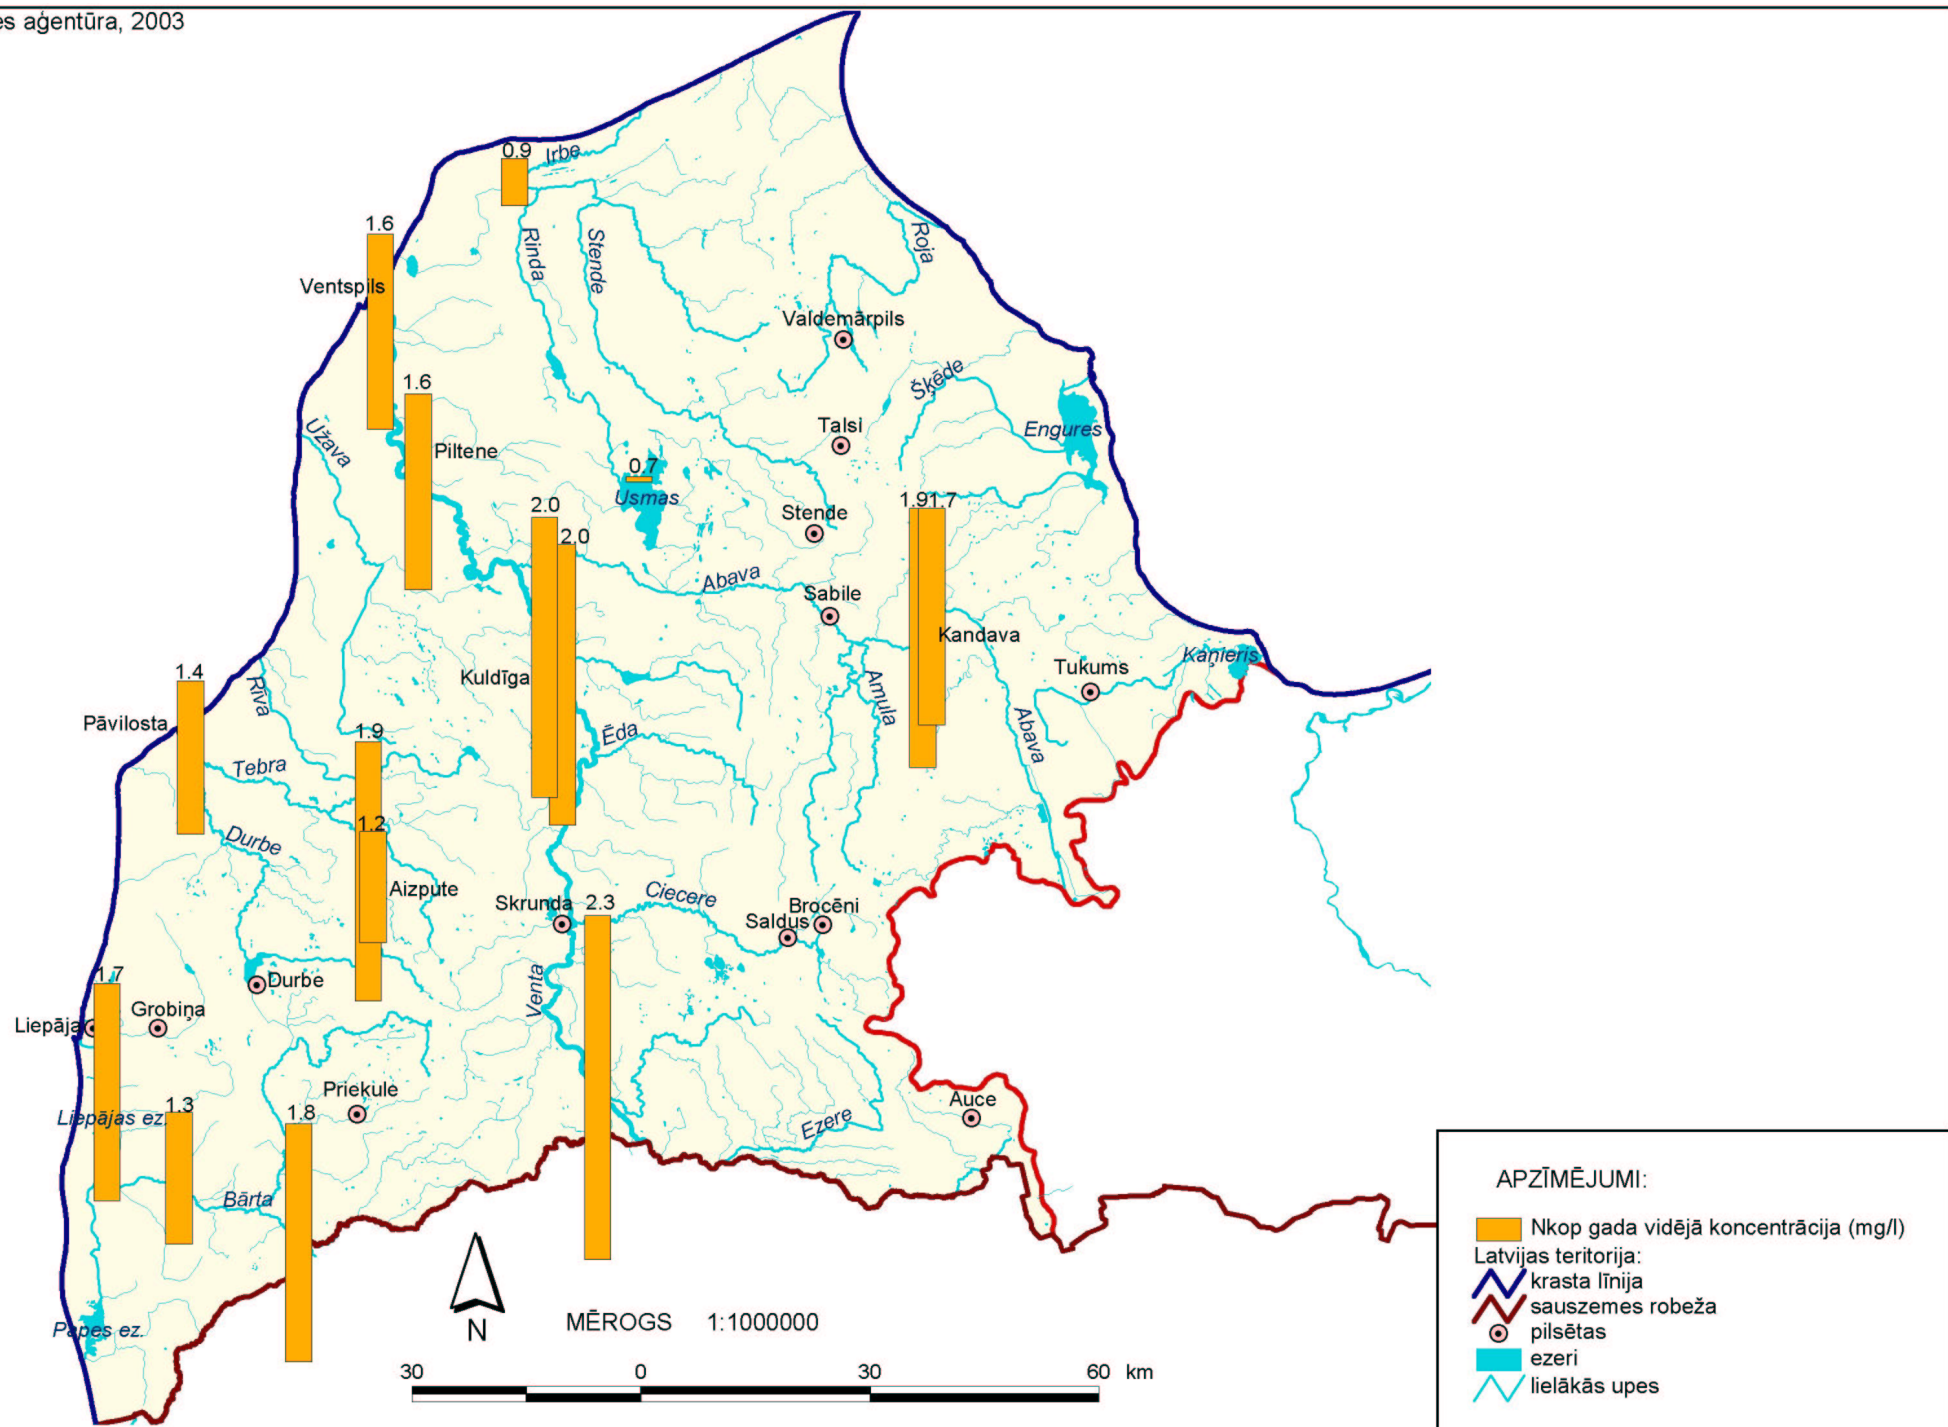 es aģentūra, 2003
0.9
Irbe
1.6
Rinda
Stende
Roja
Ventspils
Valdemārpils
1.6
Šķēde
Užava
Talsi
Engures
Piltene
0.7
Usmas
1.9
1.7
2.0
Stende
2.0
Abava
Sabile
Kandava
Kaņieris
Tukums
1.4
Kuldīga
Rīva
Amula
Pāvilosta
Abava
1.9
Ēda
Tebra
1.2
Durbe
Aizpute
Ciecere
Skrunda
2.3
Brocēni
Saldus
1.7
Durbe
Venta
Grobiņa
Liepāja
Priekule
1.3
Auce
Liepājas ez.
1.8
Ezere
Bārta
Papes ez.
N
MĒROGS 1:1000000
30 0 30 60 km
APZĪMĒJUMI:
Nkop gada vidējā koncentrācija (mg/l)
Latvijas teritorija:
krasta līnija
sauszemes robeža
pilsētas
ezeri
lielākās upes